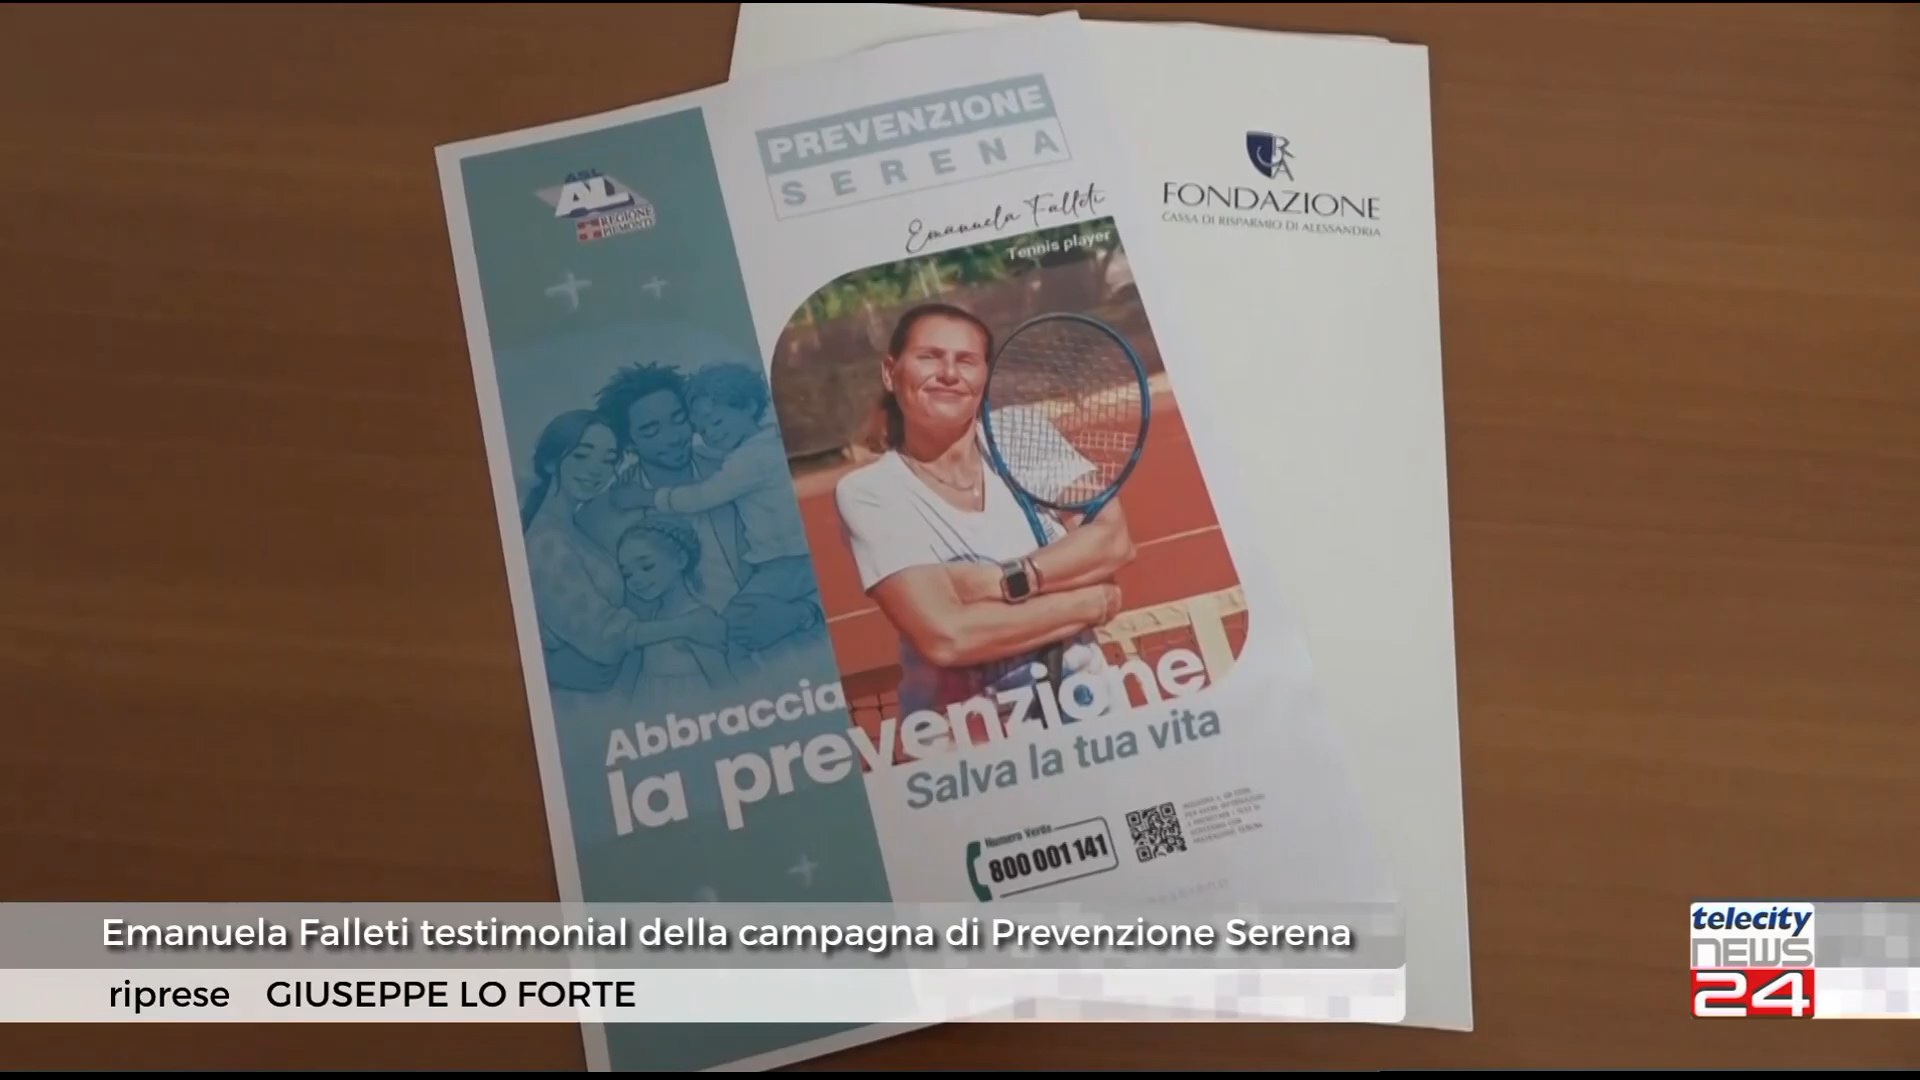 PREVENZIONE
SERENA
ASL
AL
REGIONE
PIEMONTE
Emanuela Falleti
Tennis player
FONDAZIONE
CASSA DI RISPARMIO DI ALESSANDRIA
Abbraccia
la prevenzione
Salva la tua vita
Numero Verde
800 001 141
Emanuela Falleti testimonial della campagna di Prevenzione Serena
riprese GIUSEPPE LO FORTE
telecity
NEWS
24